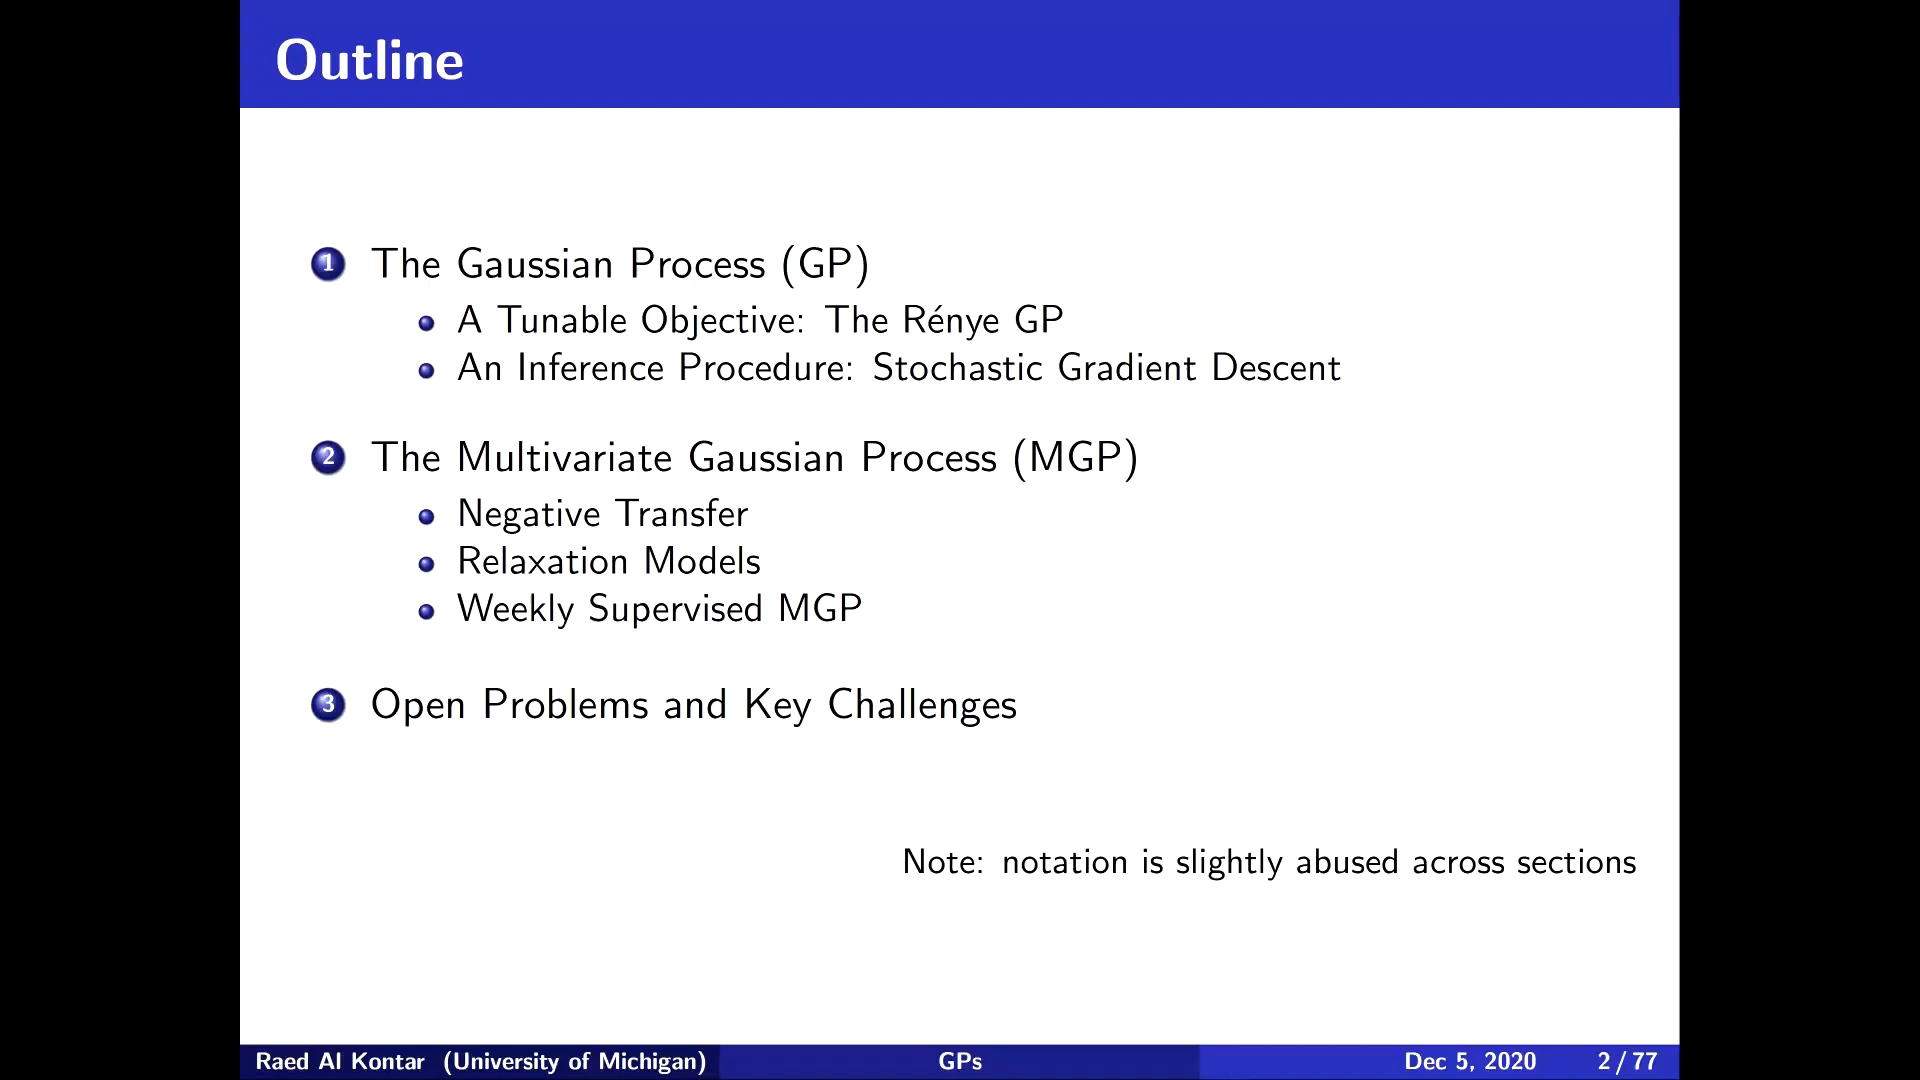 Outline
1 The Gaussian Process (GP)
A Tunable Objective: The Rénye GP
An Inference Procedure: Stochastic Gradient Descent
2 The Multivariate Gaussian Process (MGP)
Negative Transfer
Relaxation Models
Weekly Supervised MGP
3 Open Problems and Key Challenges
Note: notation is slightly abused across sections
Raed Al Kontar (University of Michigan) GPs Dec 5, 2020 2 / 77